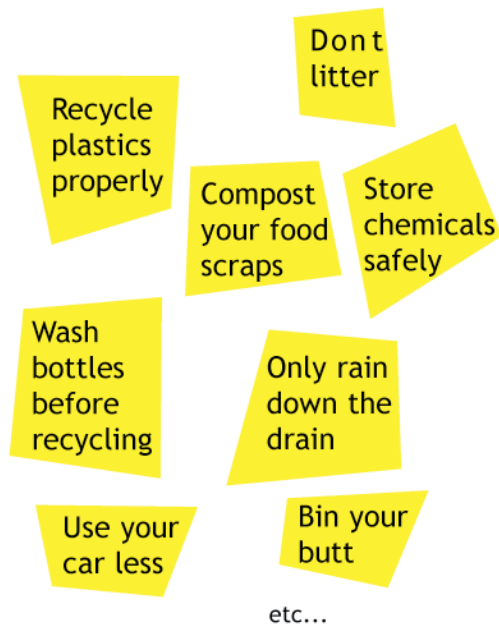 Don t
litter
Recycle
plastics
properly
Compost
your food
scraps
Store
chemicals
safely
Wash
bottles
before
recycling
Only rain
down the
drain
Use your
car less
Bin your
butt
etc...